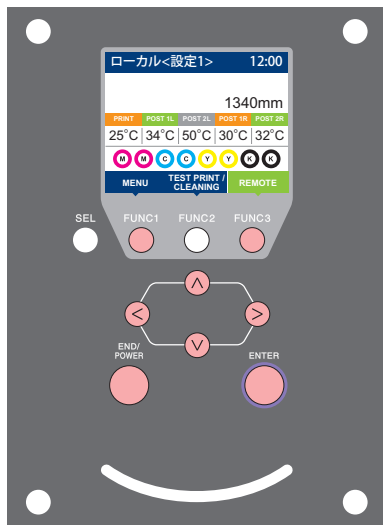 ローカル<設定1> 12:00
1340mm
PRINT POST 1L POST 2L POST 1R POST 2R
25°C 34°C 50°C 30°C 32°C
M M C C Y Y K K
MENU TEST PRINT / CLEANING REMOTE
SEL FUNC1 FUNC2 FUNC3
END/
POWER
ENTER